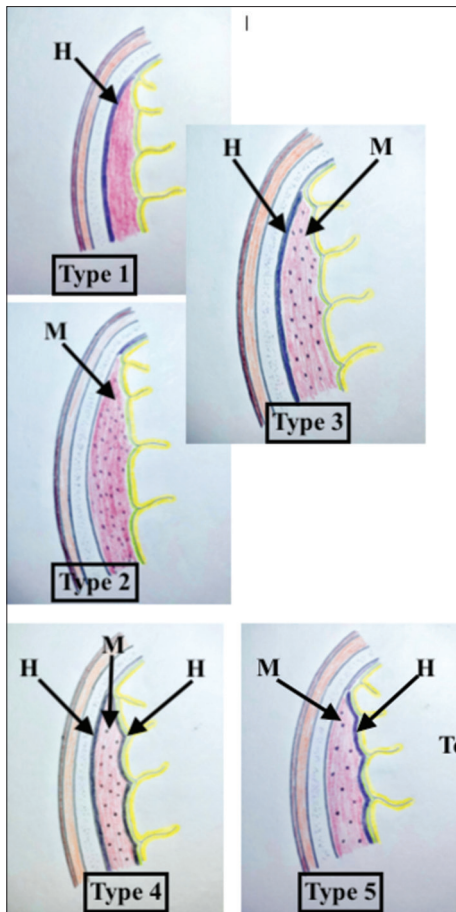 H
Type 1
H M
Type 3
M
Type 2
H M H
Type 4
M H
Type 5